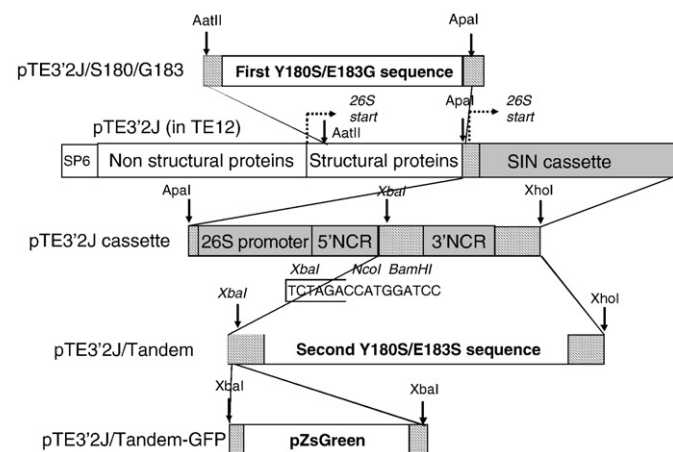 AatII ApaI
pTE3'2J/S180/G183 First Y180S/E183G sequence
26S start ApaI 26S start
pTE3'2J (in TE12) AatII
SP6 Non structural proteins Structural proteins SIN cassette
ApaI XbaI XhoI
pTE3'2J cassette 26S promoter 5'NCR 3'NCR
XbaI NcoI BamHI
TCTAGACCATGGATCC
XbaI XhoI
pTE3'2J/Tandem Second Y180S/E183S sequence
XbaI XbaI
pTE3'2J/Tandem-GFP pZsGreen